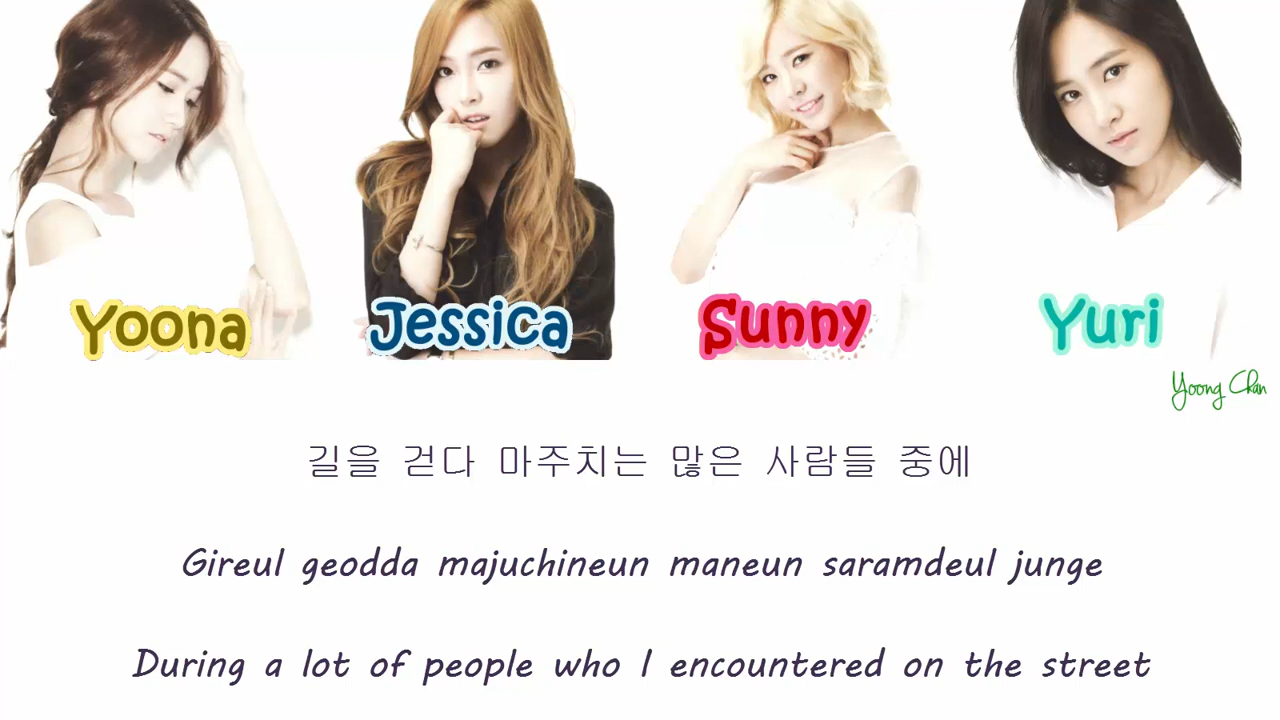 Yoona Jessica Sunny Yuri
Yoong Chan
길을 걷다 마주치는 많은 사람들 중에
Gireul geodda majuchineun maneun saramdeul junge
During a lot of people who I encountered on the street